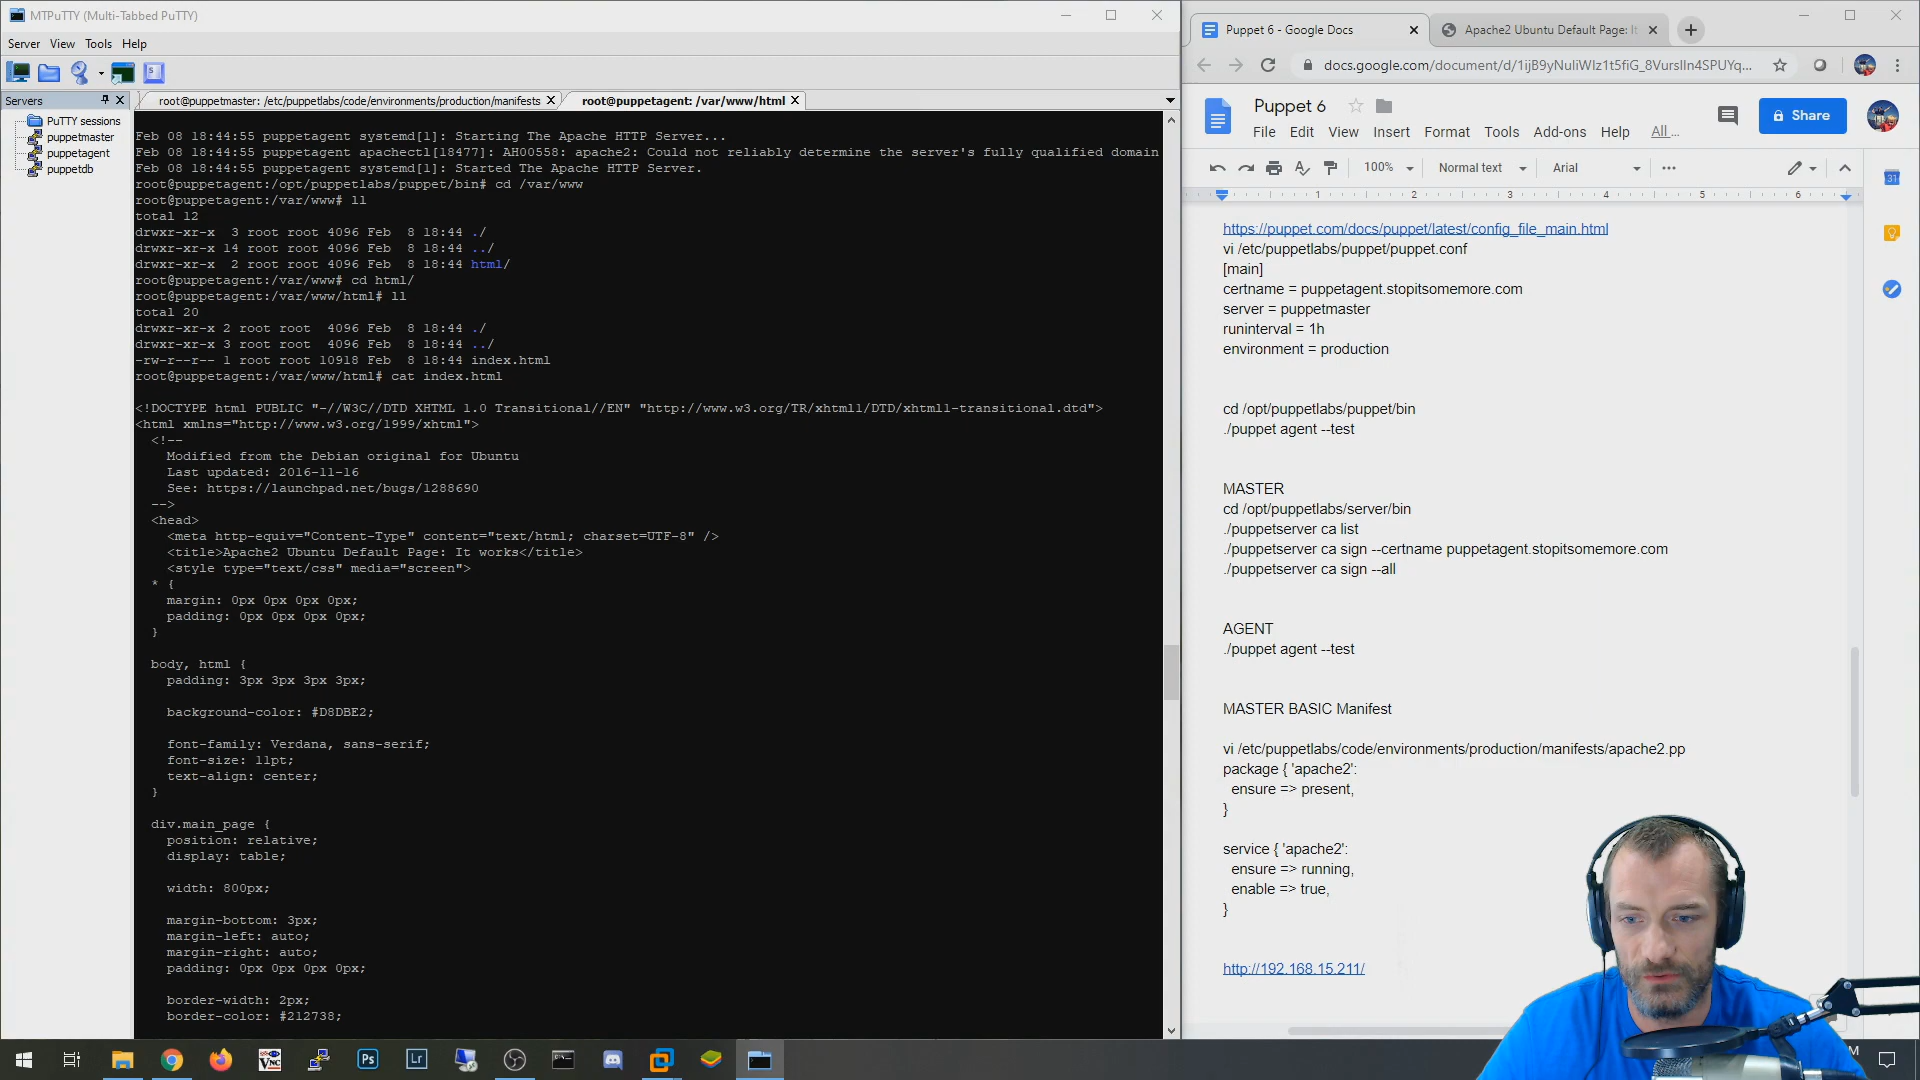 MTPuTTY (Multi-Tabbed PuTTY)
Server View Tools Help
Servers
PuTTY sessions
puppetmaster
puppetagent
puppetdb
root@puppetmaster: /etc/puppetlabs/code/environments/production/manifests
root@puppetagent: /var/www/html
Feb 08 18:44:55 puppetagent systemd[1]: Starting The Apache HTTP Server...
Feb 08 18:44:55 puppetagent apachectl[18477]: AH00558: apache2: Could not reliably determine the server's fully qualified domain
Feb 08 18:44:55 puppetagent systemd[1]: Started The Apache HTTP Server.
root@puppetagent:/opt/puppetlabs/puppet/bin# cd /var/www
root@puppetagent:/var/www# ll
total 12
drwxr-xr-x  3 root root 4096 Feb  8 18:44 ./
drwxr-xr-x 14 root root 4096 Feb  8 18:44 ../
drwxr-xr-x  2 root root 4096 Feb  8 18:44 html/
root@puppetagent:/var/www# cd html/
root@puppetagent:/var/www/html# ll
total 20
drwxr-xr-x 2 root root  4096 Feb  8 18:44 ./
drwxr-xr-x 3 root root  4096 Feb  8 18:44 ../
-rw-r--r-- 1 root root 10918 Feb  8 18:44 index.html
root@puppetagent:/var/www/html# cat index.html
<!DOCTYPE html PUBLIC "-//W3C//DTD XHTML 1.0 Transitional//EN" "http://www.w3.org/TR/xhtml1/DTD/xhtml1-transitional.dtd">
<html xmlns="http://www.w3.org/1999/xhtml">
<!--
Modified from the Debian original for Ubuntu
Last updated: 2016-11-16
See: https://launchpad.net/bugs/1288690
-->
<head>
<meta http-equiv="Content-Type" content="text/html; charset=UTF-8" />
<title>Apache2 Ubuntu Default Page: It works</title>
<style type="text/css" media="screen">
* {
margin: 0px 0px 0px 0px;
padding: 0px 0px 0px 0px;
}
body, html {
padding: 3px 3px 3px 3px;
background-color: #D8DBE2;
font-family: Verdana, sans-serif;
font-size: 11pt;
text-align: center;
}
div.main_page {
position: relative;
display: table;
width: 800px;
margin-bottom: 3px;
margin-left: auto;
margin-right: auto;
padding: 0px 0px 0px 0px;
border-width: 2px;
border-color: #212738;
Puppet 6 - Google Docs
Apache2 Ubuntu Default Page: It
docs.google.com/document/d/1ijB9yNuliWIz1t5fiG_8VursIIn4SPUYq...
Puppet 6
File Edit View Insert Format Tools Add-ons Help All...
Share
100% Normal text Arial
1 2 3 4 5 6
31
https://puppet.com/docs/puppet/latest/config_file_main.html
vi /etc/puppetlabs/puppet/puppet.conf
[main]
certname = puppetagent.stopitsomemore.com
server = puppetmaster
runinterval = 1h
environment = production
cd /opt/puppetlabs/puppet/bin
./puppet agent --test
MASTER
cd /opt/puppetlabs/server/bin
./puppetserver ca list
./puppetserver ca sign --certname puppetagent.stopitsomemore.com
./puppetserver ca sign --all
AGENT
./puppet agent --test
MASTER BASIC Manifest
vi /etc/puppetlabs/code/environments/production/manifests/apache2.pp
package { 'apache2':
ensure => present,
}
service { 'apache2':
ensure => running,
enable => true,
}
http://192.168.15.211/
Ps
Lr
M